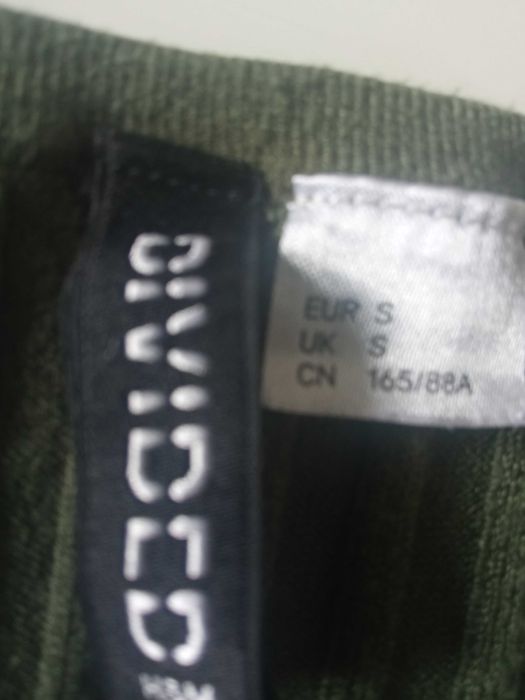 DIVIDED
H&M
EUR S
UK S
CN 165/88A